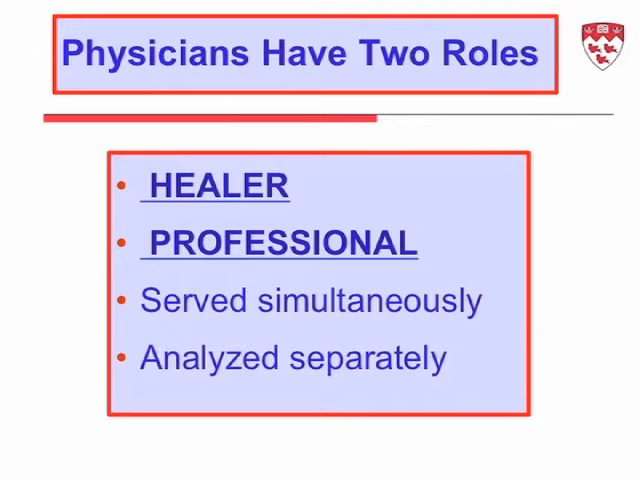 Physicians Have Two Roles
• HEALER
• PROFESSIONAL
• Served simultaneously
• Analyzed separately